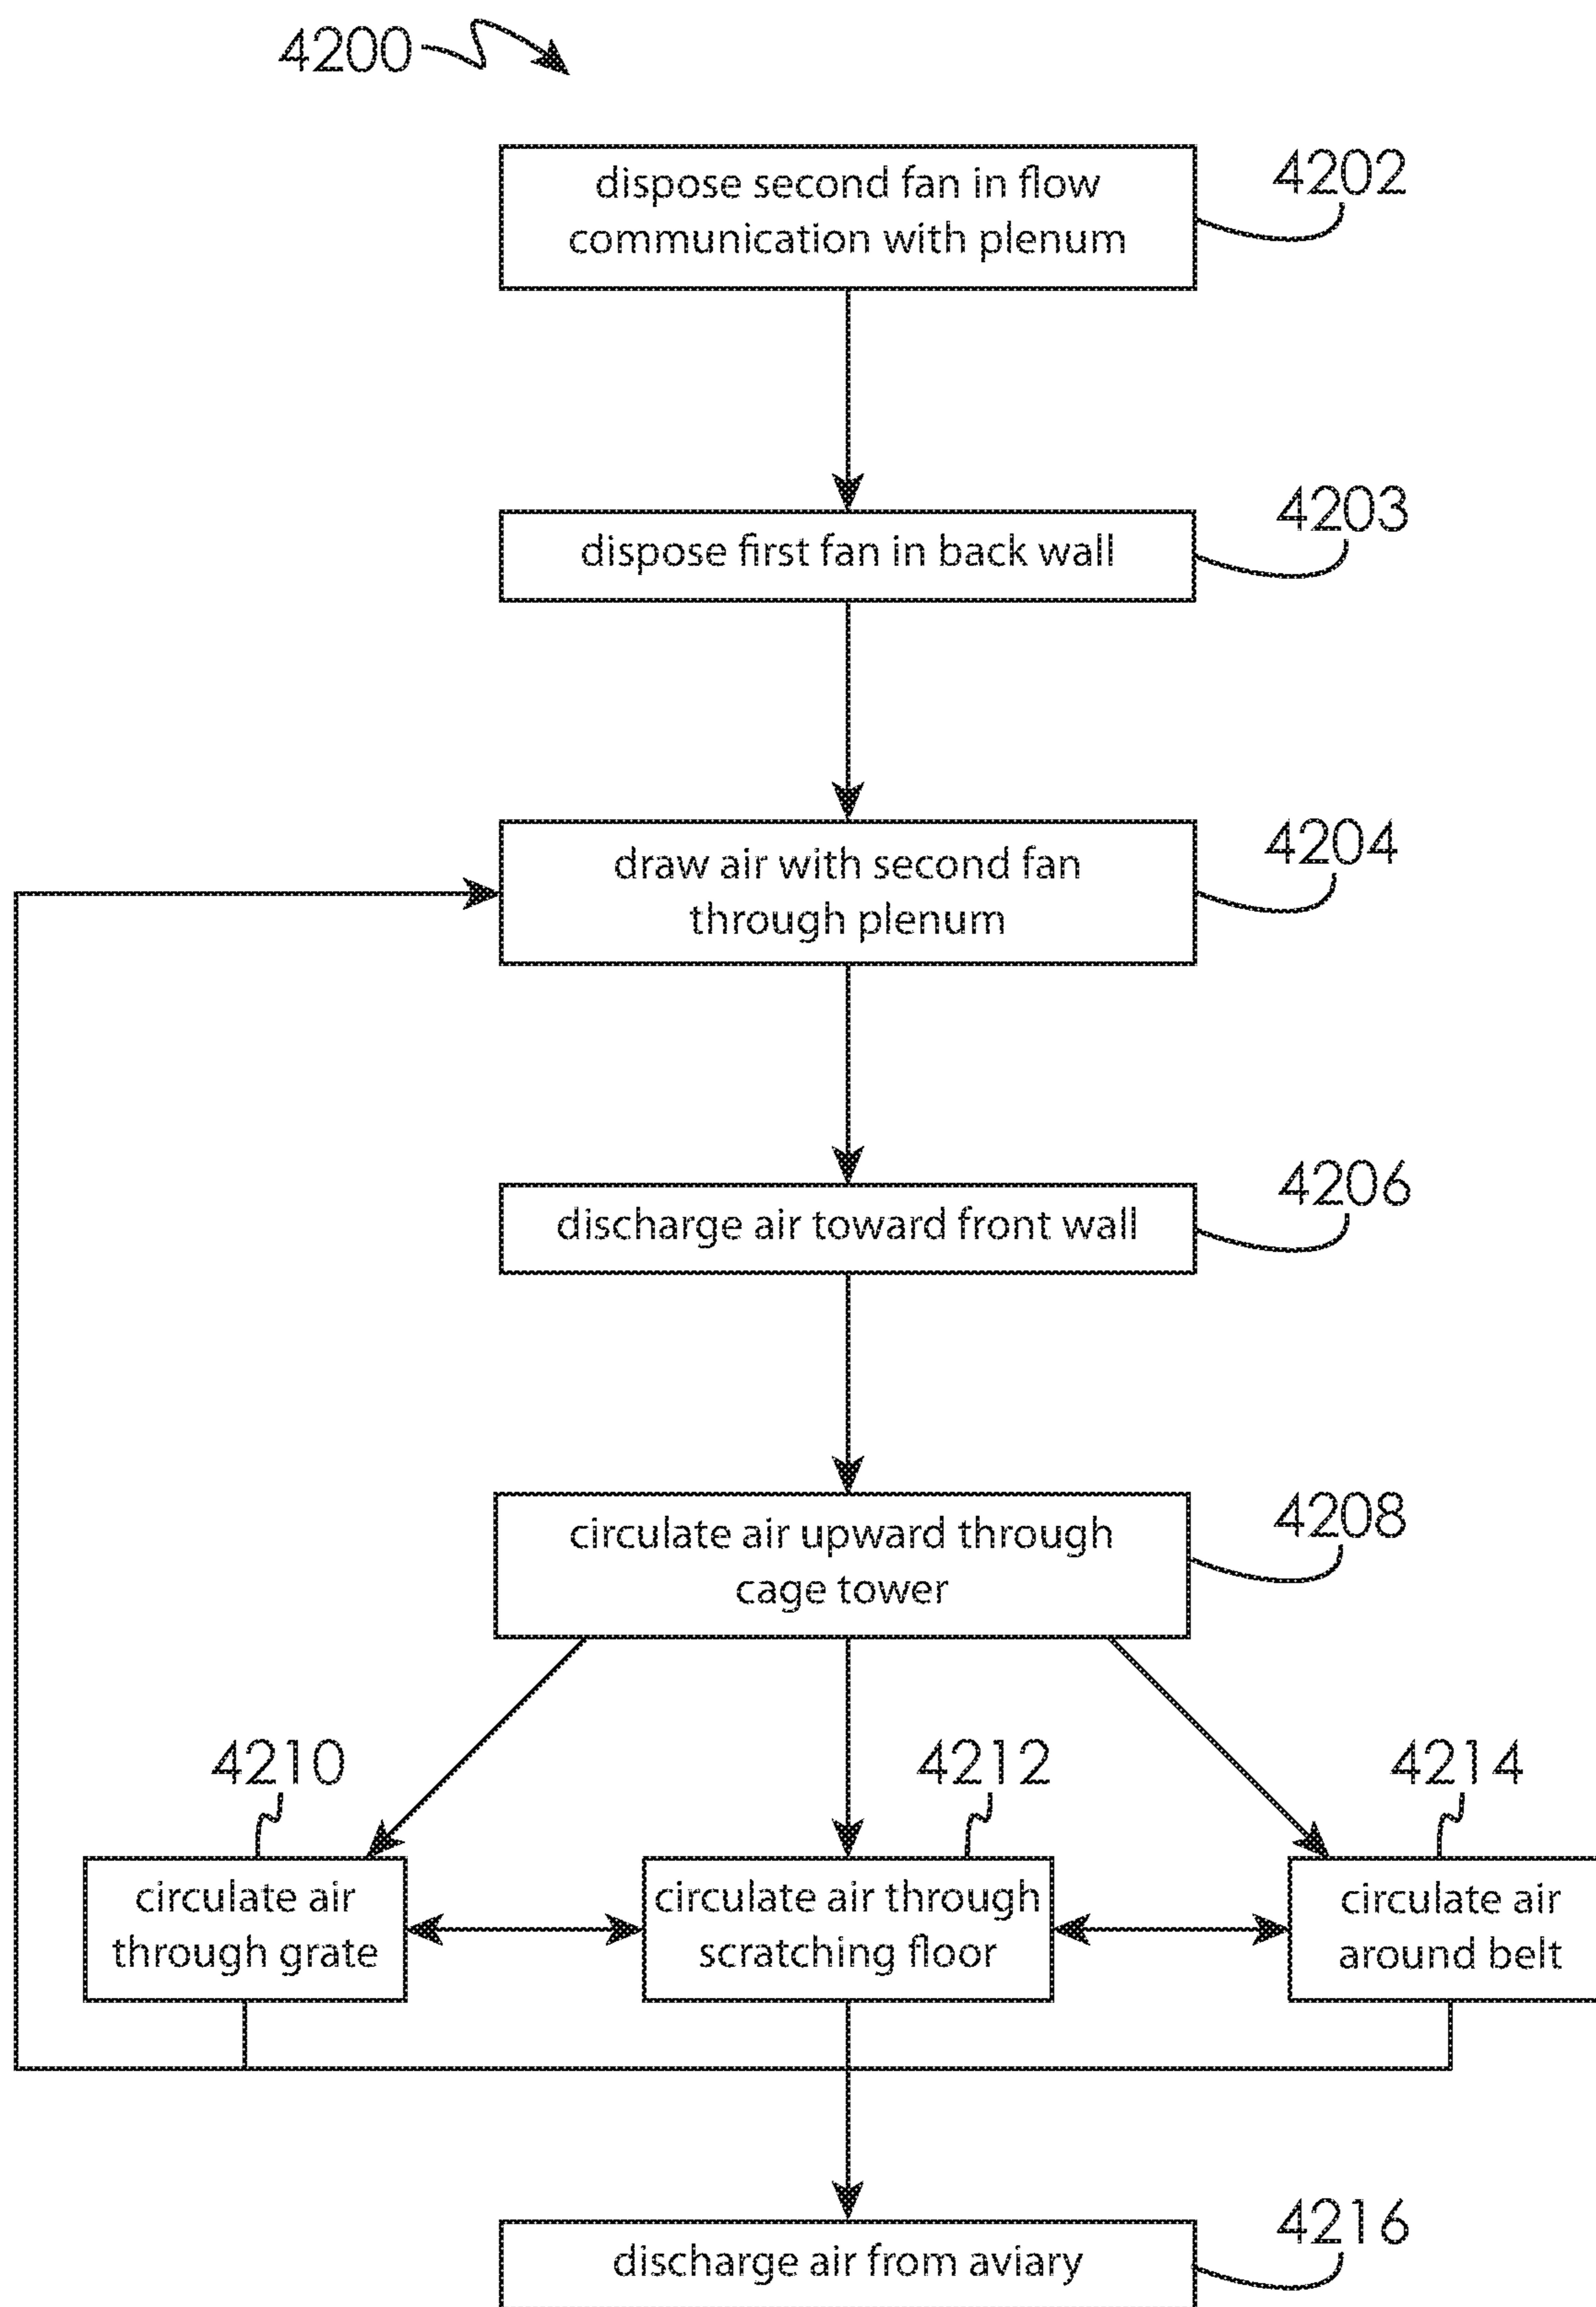 4200
dispose second fan in flow
communication with plenum
4202
dispose first fan in back wall
4203
draw air with second fan
through plenum
4204
discharge air toward front wall
4206
circulate air upward through
cage tower
4208
4210
circulate air
through grate
4212
circulate air through
scratching floor
4214
circulate air
around belt
discharge air from aviary
4216